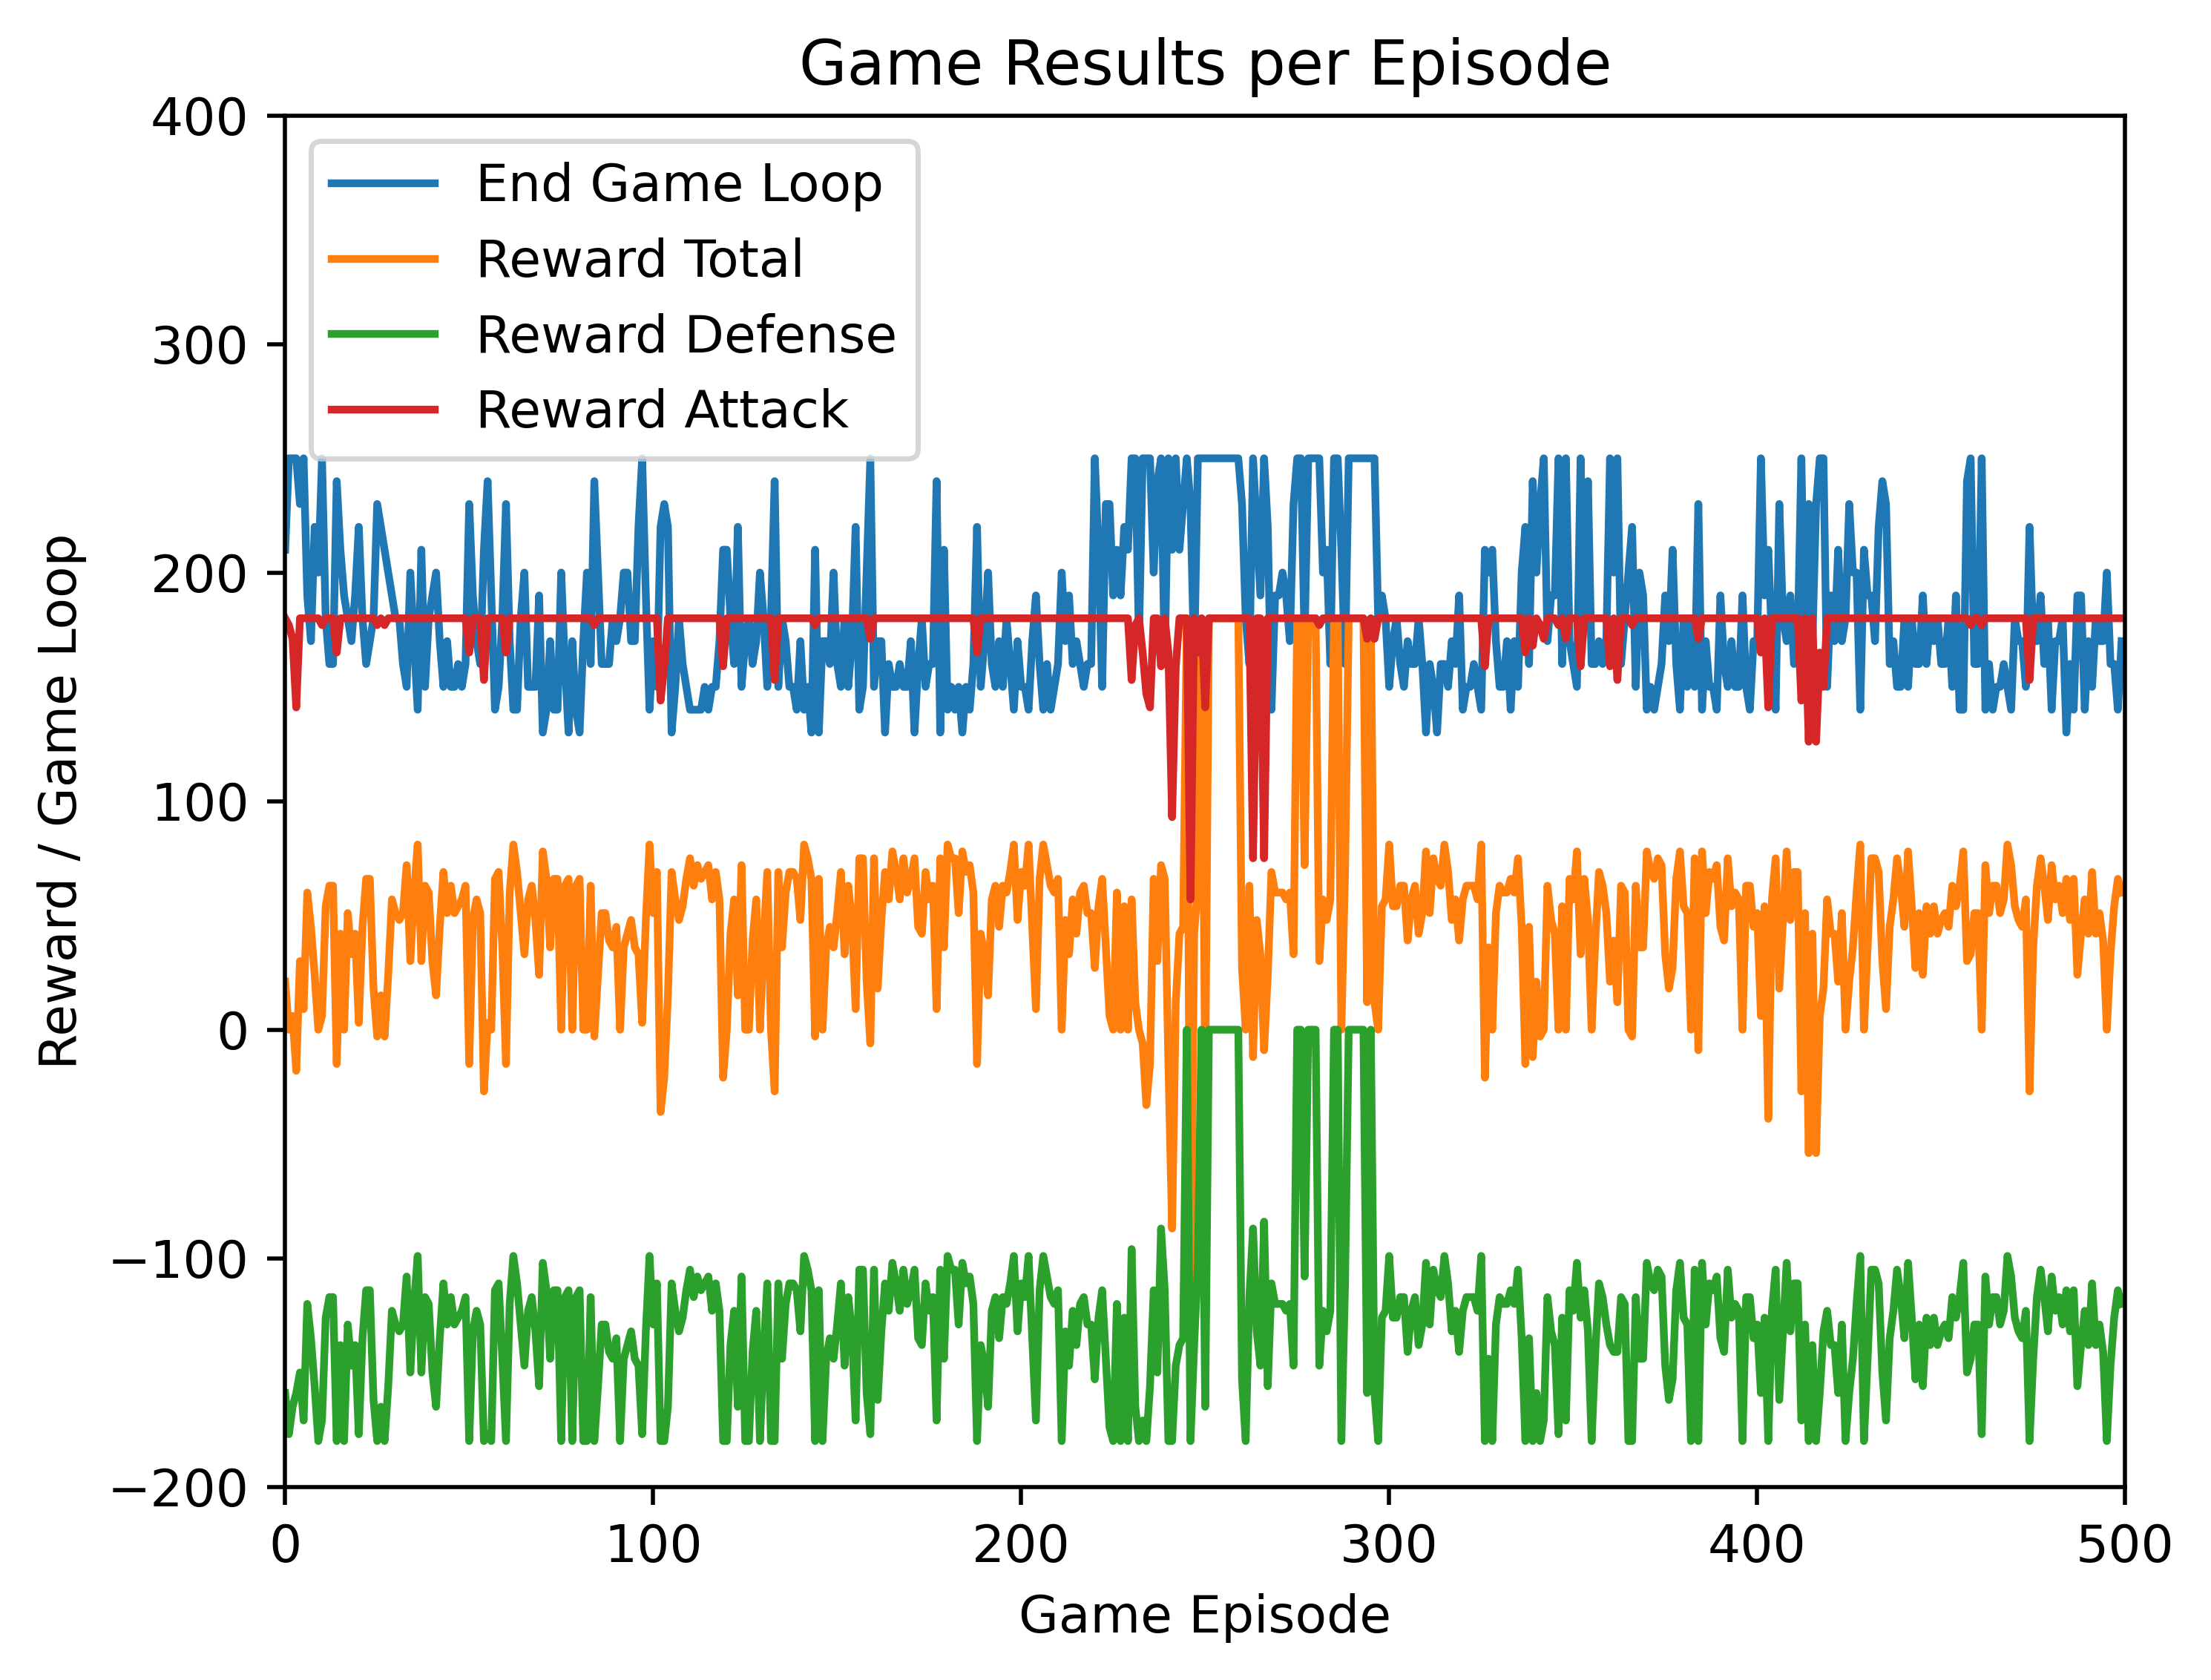 Game Results per Episode
400
300
200
100
0
−100
−200
Reward / Game Loop
End Game Loop
Reward Total
Reward Defense
Reward Attack
0 100 200 300 400 500
Game Episode